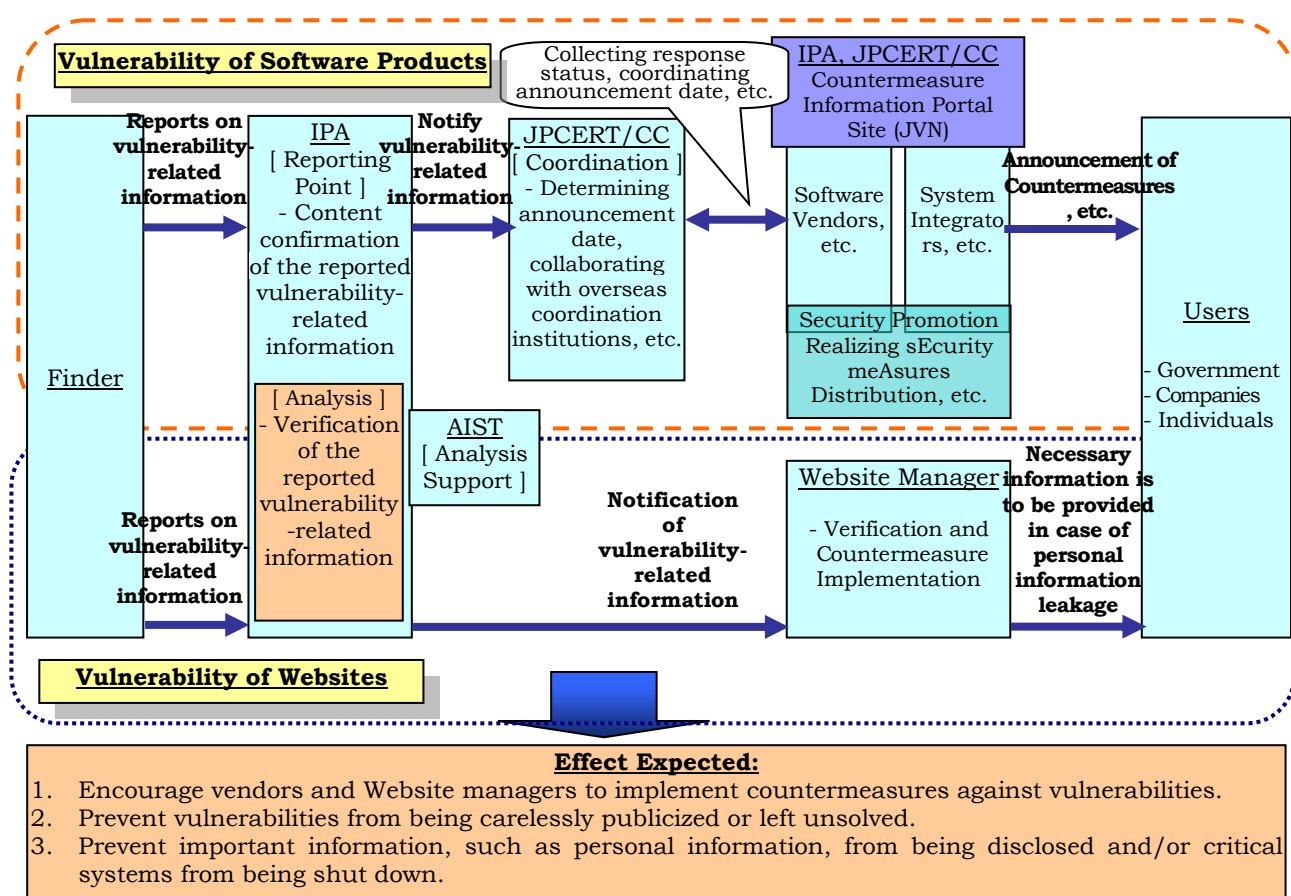 Vulnerability of Software Products
Collecting response
status, coordinating
announcement date, etc.
IPA, JPCERT/CC
Countermeasure
Information Portal
Site (JVN)
Finder
Reports on
vulnerability-
related
information
IPA
[ Reporting
Point ]
- Content
confirmation
of the reported
vulnerability-
related
information
Notify
vulnerability-
related
information
JPCERT/CC
[ Coordination ]
- Determining
announcement
date,
collaborating
with overseas
coordination
institutions, etc.
Software
Vendors,
etc.
System
Integrato
rs, etc.
Announcement of
Countermeasures
, etc.
Security Promotion
Realizing sEcurity
meAsures
Distribution, etc.
Users
- Government
- Companies
- Individuals
[ Analysis ]
- Verification
of the
reported
vulnerability
-related
information
AIST
[ Analysis
Support ]
Reports on
vulnerability-
related
information
Notification
of
vulnerability-
related
information
Website Manager
- Verification and
Countermeasure
Implementation
Necessary
information is
to be provided
in case of
personal
information
leakage
Vulnerability of Websites
Effect Expected:
1. Encourage vendors and Website managers to implement countermeasures against vulnerabilities.
2. Prevent vulnerabilities from being carelessly publicized or left unsolved.
3. Prevent important information, such as personal information, from being disclosed and/or critical
systems from being shut down.